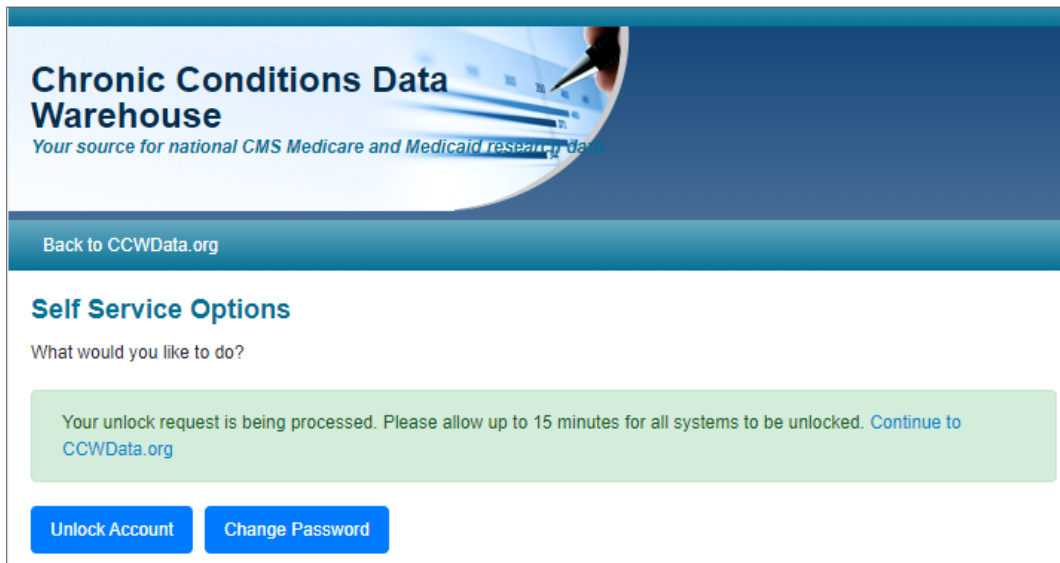 Chronic Conditions Data
Warehouse
Your source for national CMS Medicare and Medicaid research data
Back to CCWData.org
Self Service Options
What would you like to do?
Your unlock request is being processed. Please allow up to 15 minutes for all systems to be unlocked. Continue to
CCWData.org
Unlock Account Change Password